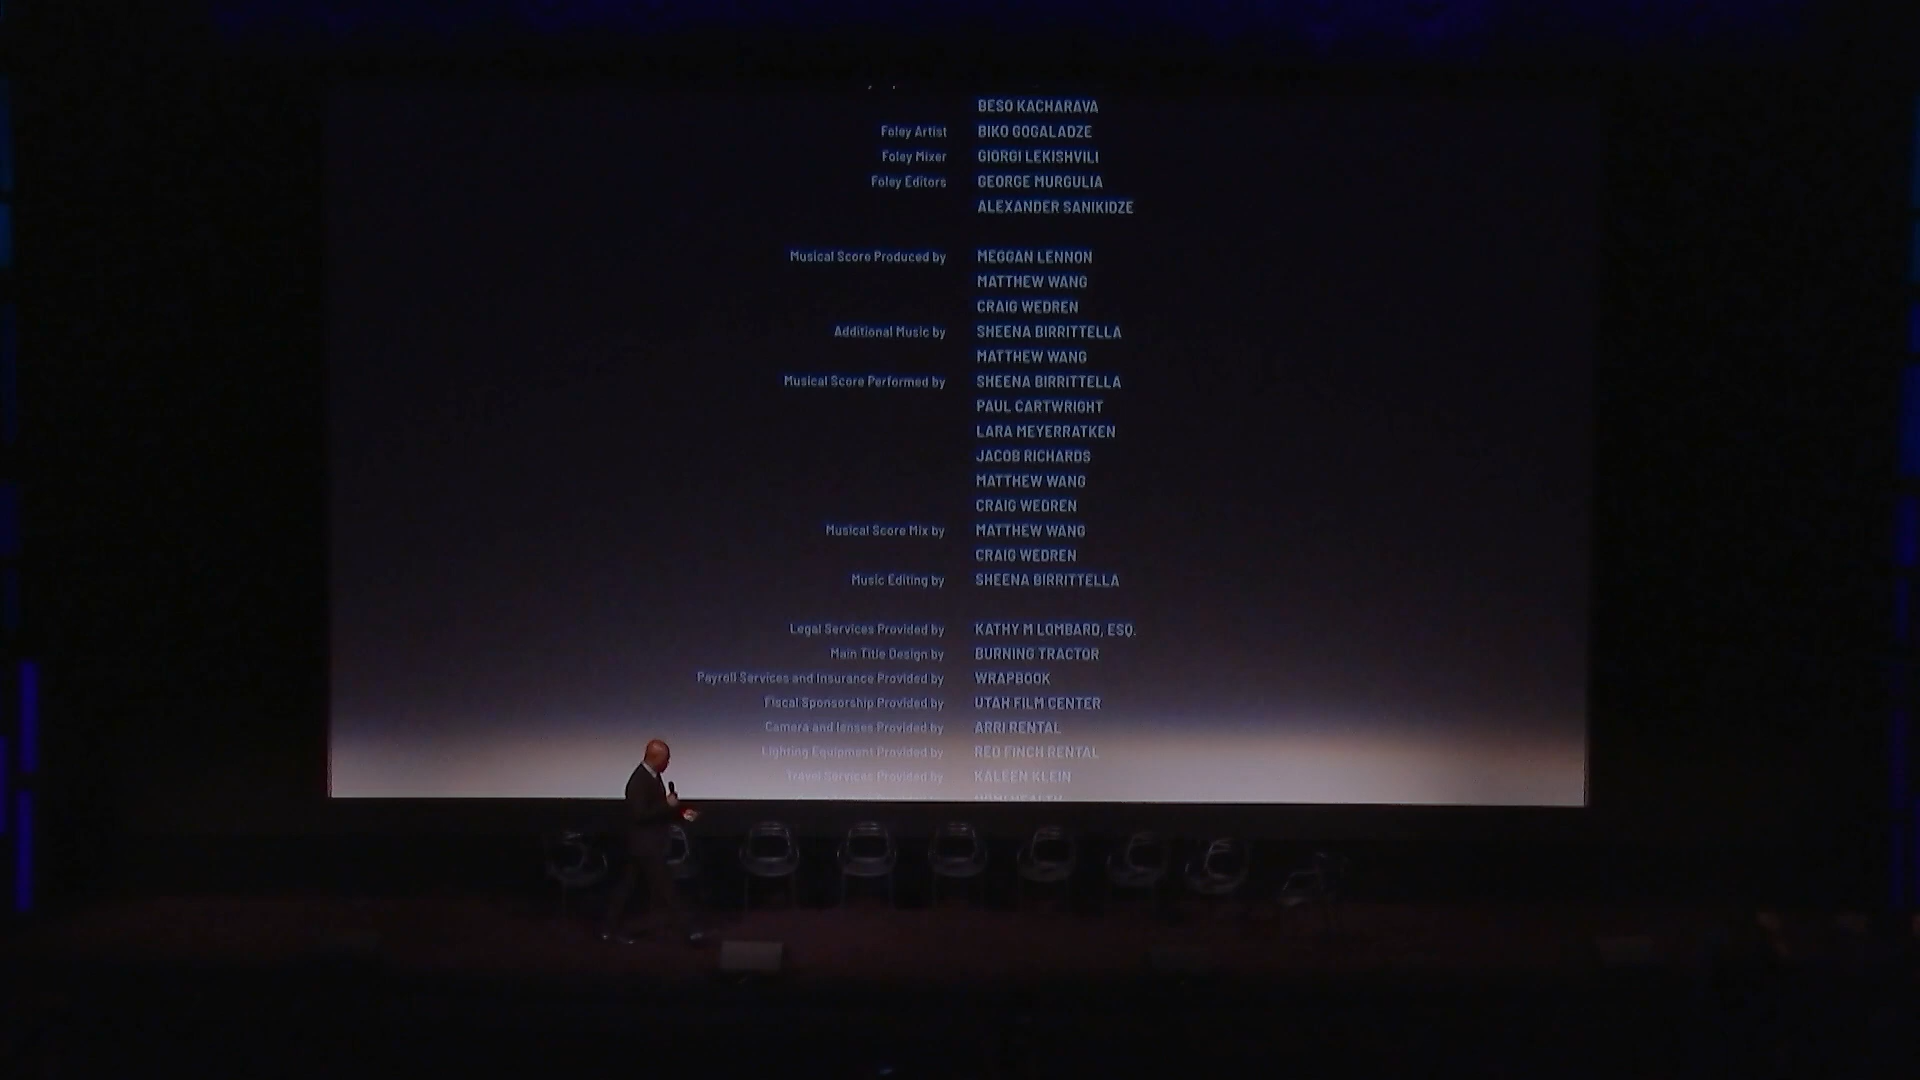 BESO KACHARAVA
Foley Artist BIKO GOGALADZE
Foley Mixer GIORGI LEKISHVILI
Foley Editors GEORGE MURGULIA
ALEXANDER SANIKIDZE
Musical Score Produced by MEGGAN LENNON
MATTHEW WANG
CRAIG WEDREN
Additional Music by SHEENA BIRRITTELLA
MATTHEW WANG
Musical Score Performed by SHEENA BIRRITTELLA
PAUL CARTWRIGHT
LARA MEYERRATKEN
JACOB RICHARDS
MATTHEW WANG
CRAIG WEDREN
Musical Score Mix by MATTHEW WANG
CRAIG WEDREN
Music Editing by SHEENA BIRRITTELLA
Legal Services Provided by KATHY M LOMBARD, ESQ.
Main Title Design by BURNING TRACTOR
Payroll Services and Insurance Provided by WRAPBOOK
Fiscal Sponsorship Provided by UTAH FILM CENTER
Camera and lenses Provided by ARRI RENTAL
Lighting Equipment Provided by RED FINCH RENTAL
Travel Services Provided by KALEEN KLEIN